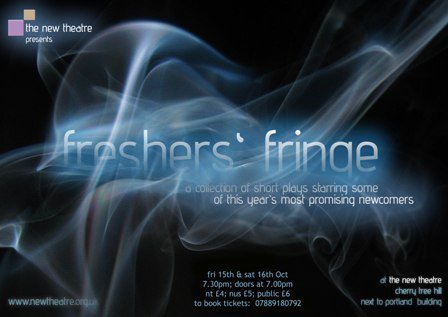 the new theatre
presents
freshers' fringe
a collection of short plays starring some
of this year's most promising newcomers
fri 15th & sat 16th Oct
7.30pm; doors at 7.00pm
nt £4; nus £5; public £6
to book tickets: 07889180792
at the new theatre
cherry tree hill
next to portland building
www.newtheatre.org.uk